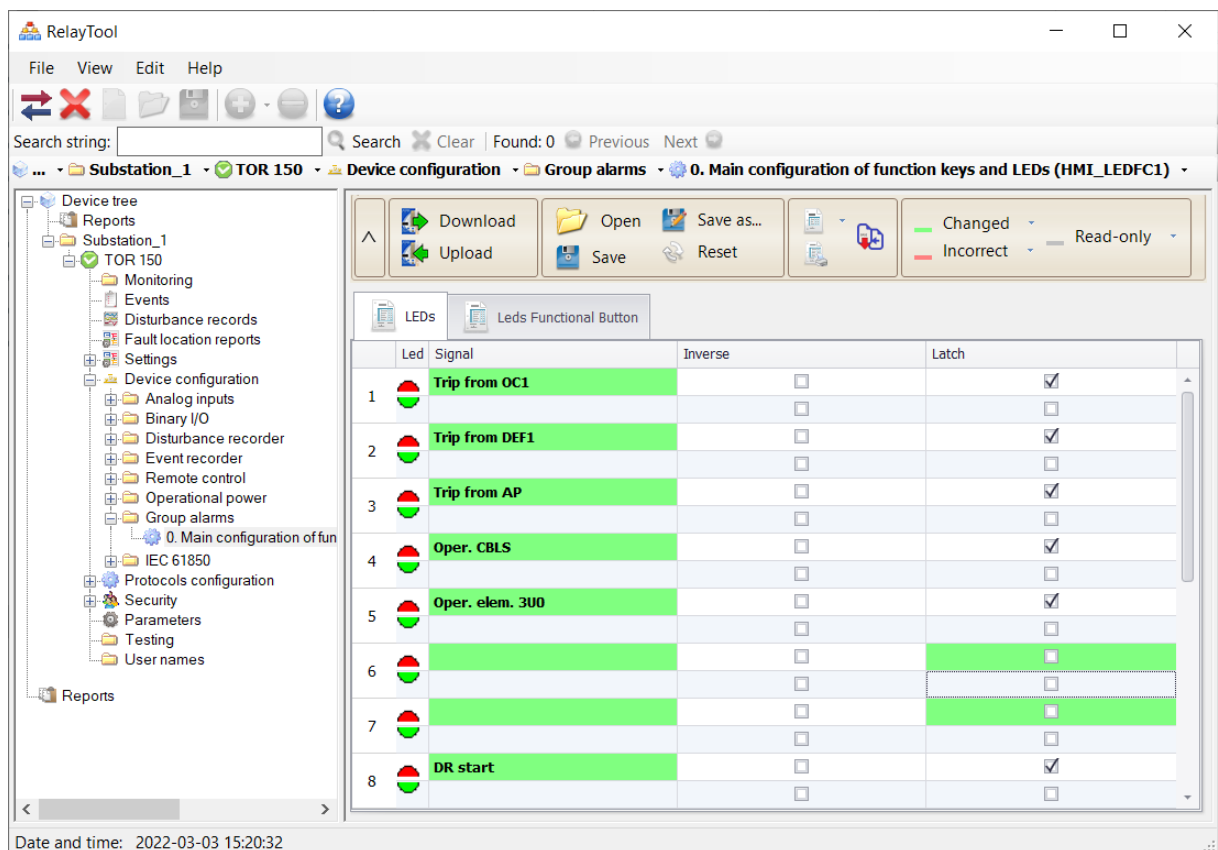 RelayTool
File View Edit Help
Search string: Search Clear Found: 0 Previous Next
... Substation_1 TOR 150 Device configuration Group alarms 0. Main configuration of function keys and LEDs (HMI_LEDFC1)
Device tree
Reports
Substation_1
TOR 150
Monitoring
Events
Disturbance records
Fault location reports
Settings
Device configuration
Analog inputs
Binary I/O
Disturbance recorder
Event recorder
Remote control
Operational power
Group alarms
0. Main configuration of fun
IEC 61850
Protocols configuration
Security
Parameters
Testing
User names
Reports
Download Open Save as... Changed Read-only
Upload Save Reset Incorrect
LEDs Leds Functional Button
Led Signal Inverse Latch
1 Trip from OC1
2 Trip from DEF1
3 Trip from AP
4 Oper. CBLS
5 Oper. elem. 3U0
6
7
8 DR start
Date and time: 2022-03-03 15:20:32